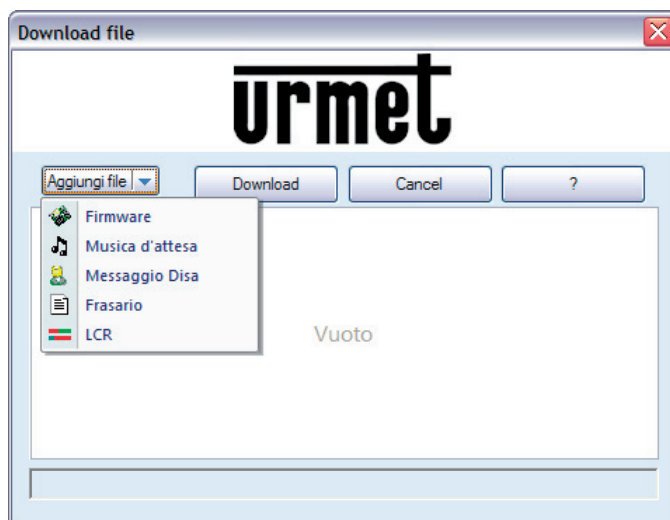 Download file
urmet
Aggiungi file
Download
Cancel
?
Firmware
Musica d'attesa
Messaggio Disa
Frasario
LCR
Vuoto